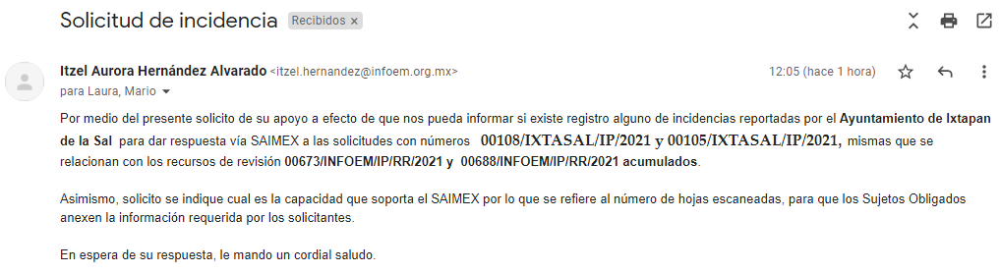 Solicitud de incidencia Recibidos ×
Itzel Aurora Hernández Alvarado <itzel.hernandez@infoem.org.mx> 12:05 (hace 1 hora)
para Laura, Mario
Por medio del presente solicito de su apoyo a efecto de que nos pueda informar si existe registro alguno de incidencias reportadas por el Ayuntamiento de Ixtapan
de la Sal para dar respuesta vía SAIMEX a las solicitudes con números 00108/IXTASAL/IP/2021 y 00105/IXTASAL/IP/2021, mismas que se
relacionan con los recursos de revisión 00673/INFOEM/IP/RR/2021 y 00688/INFOEM/IP/RR/2021 acumulados.
Asimismo, solicito se indique cual es la capacidad que soporta el SAIMEX por lo que se refiere al número de hojas escaneadas, para que los Sujetos Obligados
anexen la información requerida por los solicitantes.
En espera de su respuesta, le mando un cordial saludo.